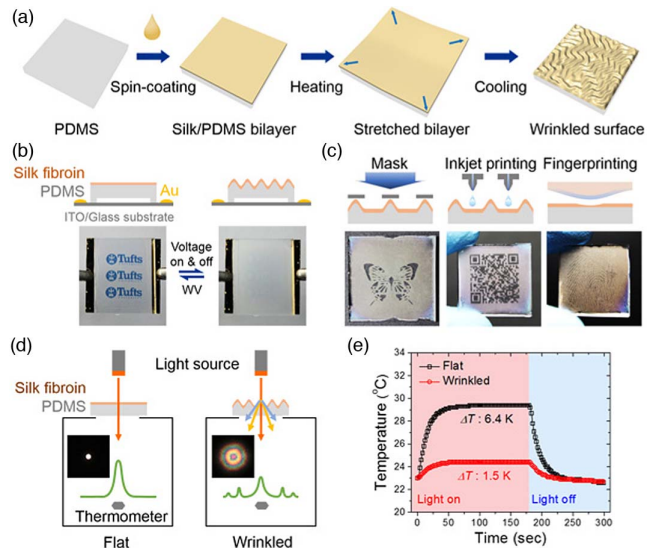 (a)
Spin-coating
Heating
Cooling
PDMS
Silk/PDMS bilayer
Stretched bilayer
Wrinkled surface
(b)
Silk fibroin
PDMS
Au
ITO/Glass substrate
Tufts
Tufts
Tufts
Voltage
on & off
WV
(c)
Mask
Inkjet printing
Fingerprinting
(d)
Light source
Silk fibroin
PDMS
Thermometer
Flat
Wrinkled
(e)
Temperature (°C)
34
32
30
28
26
24
22
Flat
Wrinkled
ΔT : 6.4 K
ΔT : 1.5 K
Light on
Light off
0 50 100 150 200 250 300
Time (sec)